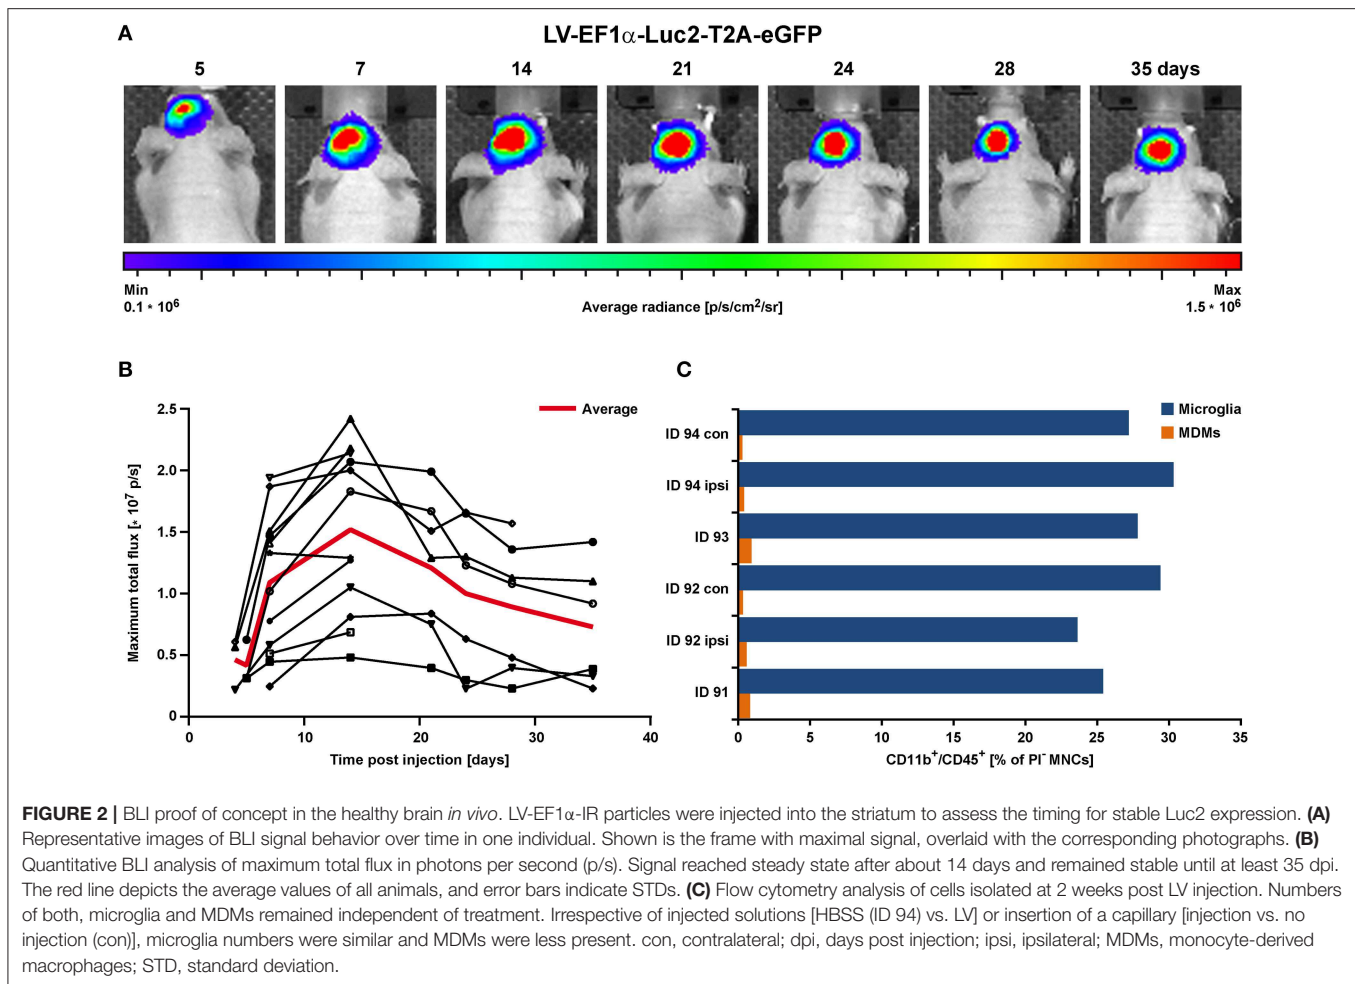 A
LV-EF1α-Luc2-T2A-eGFP
5 7 14 21 24 28 35 days
Min Max
0.1 * 10⁶ Average radiance [p/s/cm²/sr] 1.5 * 10⁶
B
Average
2.5
2.0
1.5
1.0
0.5
0
Maximum total flux [* 10⁷ p/s]
0 10 20 30 40
Time post injection [days]
C
Microglia
MDMs
ID 94 con
ID 94 ipsi
ID 93
ID 92 con
ID 92 ipsi
ID 91
0 5 10 15 20 25 30 35
CD11b⁺/CD45⁺ [% of PI⁻ MNCs]
FIGURE 2 | BLI proof of concept in the healthy brain in vivo. LV-EF1α-IR particles were injected into the striatum to assess the timing for stable Luc2 expression. (A)
Representative images of BLI signal behavior over time in one individual. Shown is the frame with maximal signal, overlaid with the corresponding photographs. (B)
Quantitative BLI analysis of maximum total flux in photons per second (p/s). Signal reached steady state after about 14 days and remained stable until at least 35 dpi.
The red line depicts the average values of all animals, and error bars indicate STDs. (C) Flow cytometry analysis of cells isolated at 2 weeks post LV injection. Numbers
of both, microglia and MDMs remained independent of treatment. Irrespective of injected solutions [HBSS (ID 94) vs. LV] or insertion of a capillary [injection vs. no
injection (con)], microglia numbers were similar and MDMs were less present. con, contralateral; dpi, days post injection; ipsi, ipsilateral; MDMs, monocyte-derived
macrophages; STD, standard deviation.